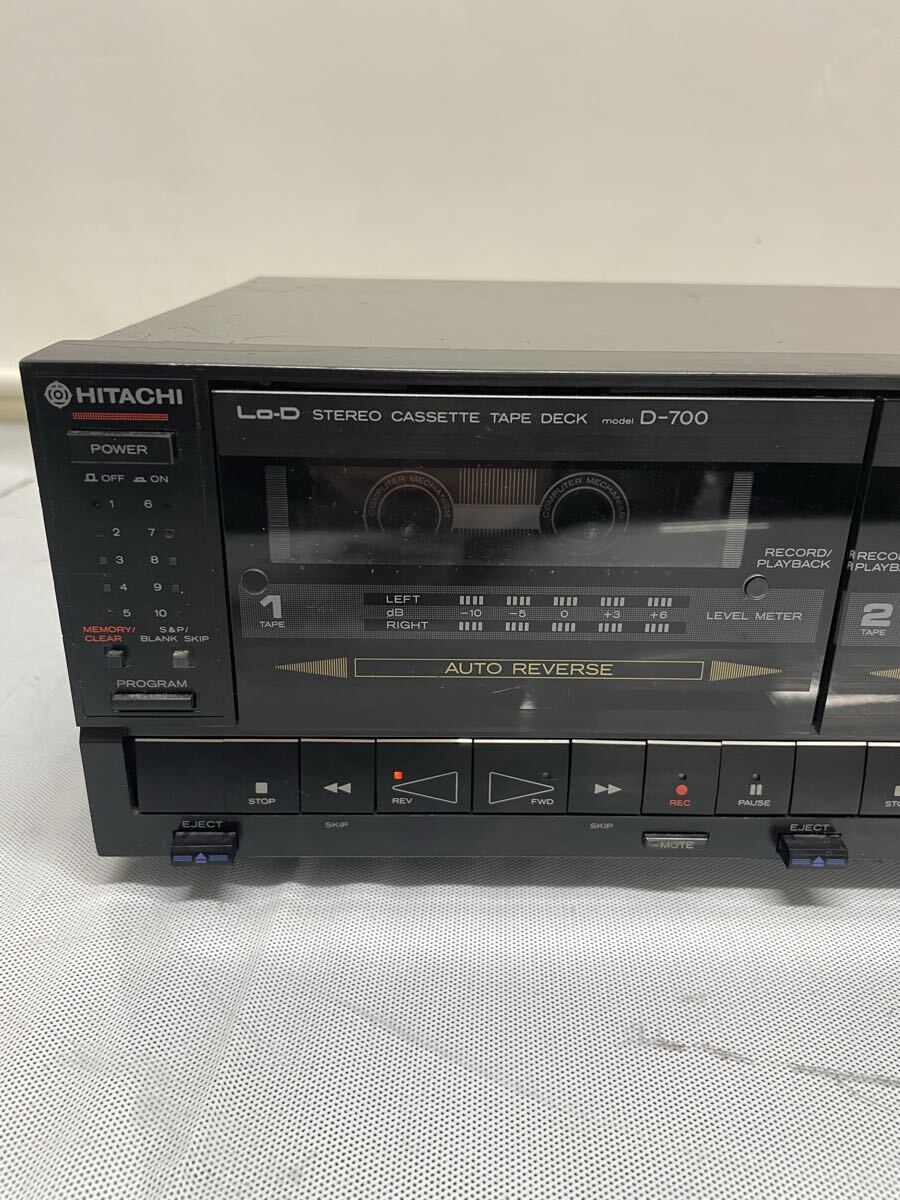 HITACHI
Lo-D STEREO CASSETTE TAPE DECK model D-700
POWER
OFF ON
1 6
2 7
3 8
4 9
5 10
MEMORY/ CLEAR
S&P/ BLANK SKIP
PROGRAM
COMPUTER MECHANISM
COMPUTER MECHANISM
RECORD/ PLAYBACK
1 TAPE
LEFT
dB -10 -5 0 +3 +6
RIGHT
LEVEL METER
AUTO REVERSE
2 TAPE
STOP
REV
FWD
REC
PAUSE
EJECT
SKIP
SKIP
MUTE
EJECT